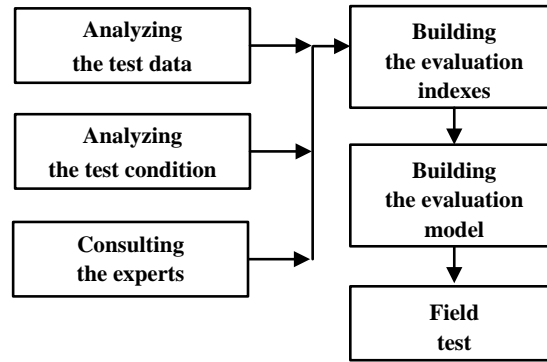 Analyzing
the test data
Analyzing
the test condition
Consulting
the experts
Building
the evaluation
indexes
Building
the evaluation
model
Field
test